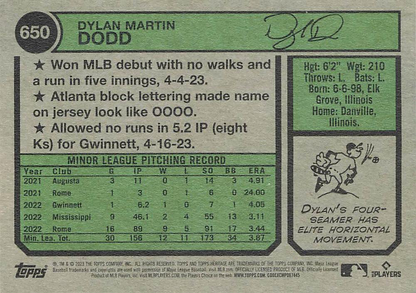 650
DYLAN MARTIN
DODD
★ Won MLB debut with no walks and
a run in five innings, 4-4-23.
★ Atlanta block lettering made name
on jersey look like OOOO.
★ Allowed no runs in 5.2 IP (eight
Ks) for Gwinnett, 4-16-23.
Hgt: 6'2" Wgt: 210
Throws: L. Bats: L.
Born: 6-6-98, Elk
Grove, Illinois
Home: Danville,
Illinois.
MINOR LEAGUE PITCHING RECORD
Year Club G IP W L SO BB ERA
2021 Augusta 3 11 0 1 14 3 4.91
2021 Rome 1 3 0 1 6 0 24.00
2022 Gwinnett 1 6.2 0 1 7 4.05
2022 Mississippi 9 46.1 2 4 55 13 3.11
2022 Rome 16 89 9 5 91 17 3.44
Min. Lea. Tot. 30 156 12 11 173 34 3.87
DYLAN'S FOUR-
SEAMER HAS
ELITE HORIZONTAL
MOVEMENT.
Topps
MLB
PLAYERS